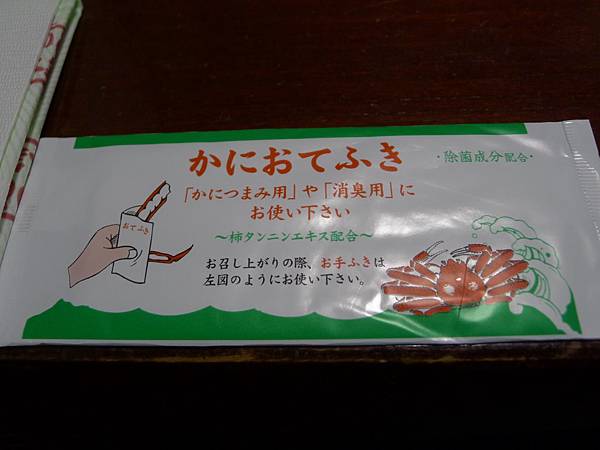 かにおてふき
・除菌成分配合・
「かにつまみ用」や「消臭用」に
お使い下さい
～柿タンニンエキス配合～
おてふき
お召し上がりの際、お手ふきは
左図のようにお使い下さい。